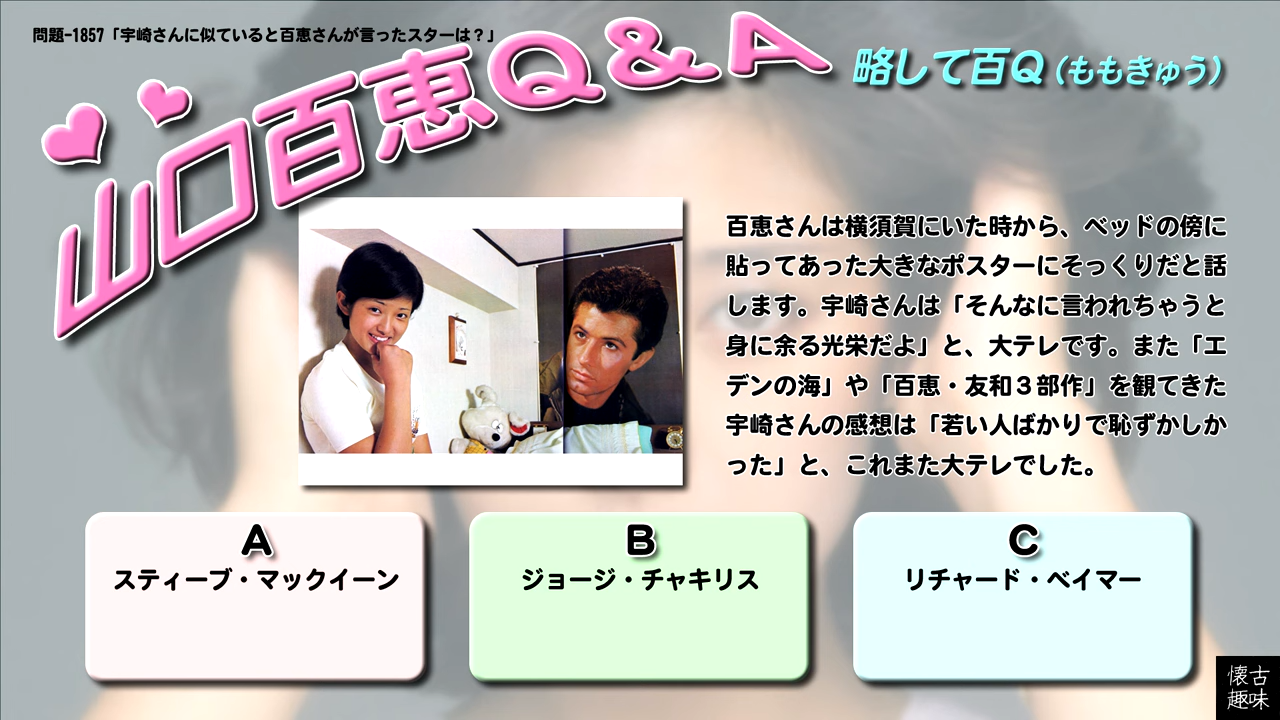 問題-1857「宇崎さんに似ていると百恵さんが言ったスターは？」
山口百恵Q&A
略して百Q（ももきゅう）
百恵さんは横須賀にいた時から、ベッドの傍に
貼ってあった大きなポスターにそっくりだと話
します。宇崎さんは「そんなに言われちゃうと
身に余る光栄だよ」と、大テレです。また「エ
デンの海」や「百恵・友和３部作」を観てきた
宇崎さんの感想は「若い人ばかりで恥ずかしか
った」と、これまた大テレでした。
A
スティーブ・マックイーン
B
ジョージ・チャキリス
C
リチャード・ベイマー
懐古
趣味